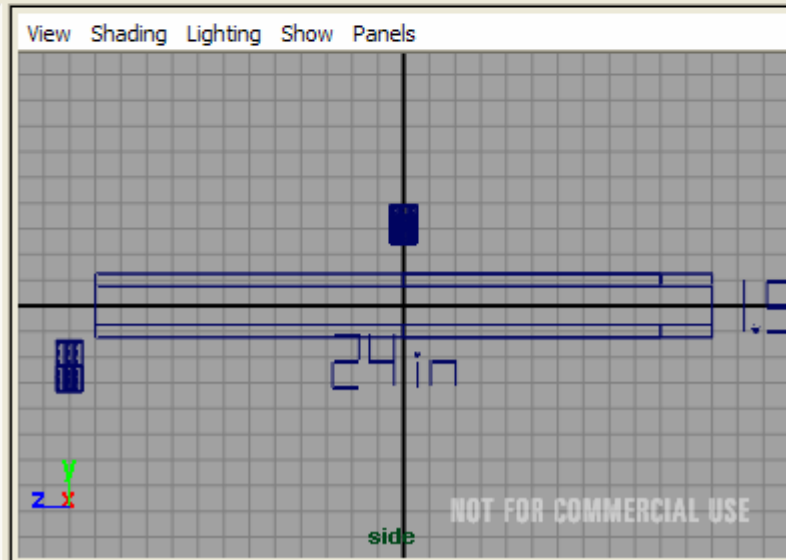 View Shading Lighting Show Panels
24in
y
z x
NOT FOR COMMERCIAL USE
side